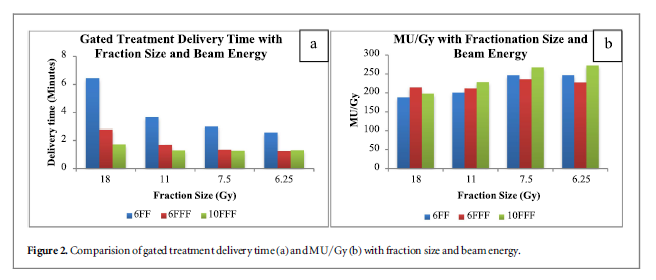 Gated Treatment Delivery Time with
Fraction Size and Beam Energy
a
8
6
4
2
0
Delivery time (Minutes)
18 11 7.5 6.25
Fraction Size (Gy)
6FF 6FFF 10FFF
MU/Gy with Fractionation Size and
Beam Energy
b
300
250
200
150
100
50
0
MU/Gy
18 11 7.5 6.25
Fraction Size (Gy)
6FF 6FFF 10FFF
Figure 2. Comparision of gated treatment delivery time (a) and MU/Gy (b) with fraction size and beam energy.